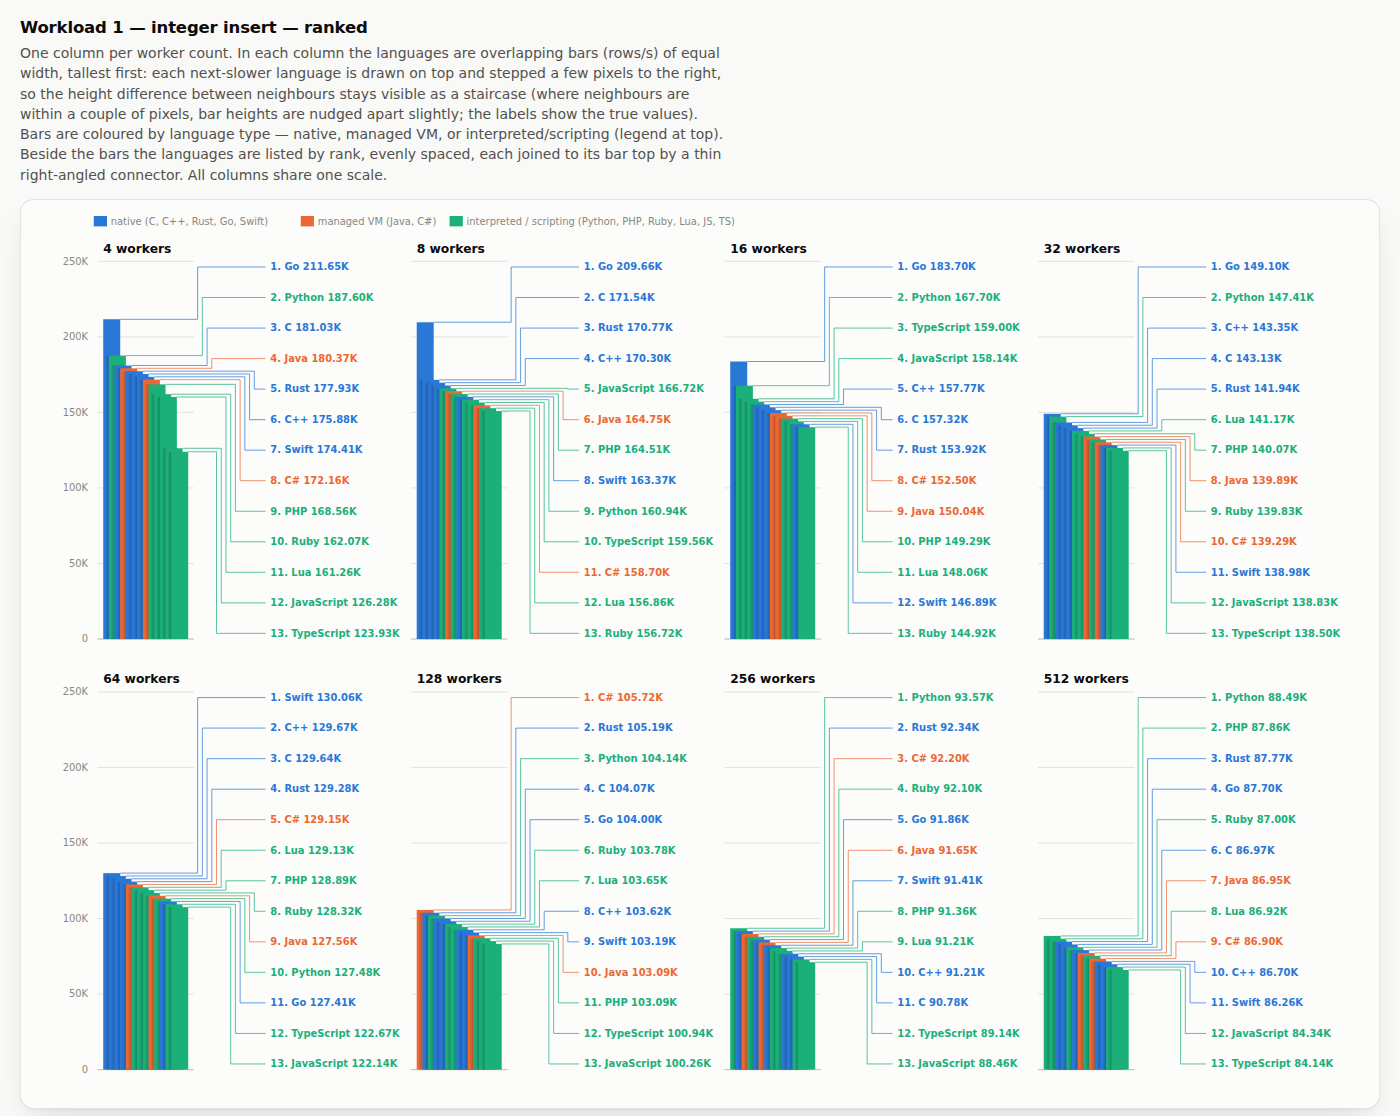 Workload 1 — integer insert — ranked
One column per worker count. In each column the languages are overlapping bars (rows/s) of equal
width, tallest first: each next-slower language is drawn on top and stepped a few pixels to the right,
so the height difference between neighbours stays visible as a staircase (where neighbours are
within a couple of pixels, bar heights are nudged apart slightly; the labels show the true values).
Bars are coloured by language type — native, managed VM, or interpreted/scripting (legend at top).
Beside the bars the languages are listed by rank, evenly spaced, each joined to its bar top by a thin
right-angled connector. All columns share one scale.
native (C, C++, Rust, Go, Swift)
managed VM (Java, C#)
interpreted / scripting (Python, PHP, Ruby, Lua, JS, TS)
4 workers
250K
200K
150K
100K
50K
0
1. Go 211.65K
2. Python 187.60K
3. C 181.03K
4. Java 180.37K
5. Rust 177.93K
6. C++ 175.88K
7. Swift 174.41K
8. C# 172.16K
9. PHP 168.56K
10. Ruby 162.07K
11. Lua 161.26K
12. JavaScript 126.28K
13. TypeScript 123.93K
8 workers
1. Go 209.66K
2. C 171.54K
3. Rust 170.77K
4. C++ 170.30K
5. JavaScript 166.72K
6. Java 164.75K
7. PHP 164.51K
8. Swift 163.37K
9. Python 160.94K
10. TypeScript 159.56K
11. C# 158.70K
12. Lua 156.86K
13. Ruby 156.72K
16 workers
1. Go 183.70K
2. Python 167.70K
3. TypeScript 159.00K
4. JavaScript 158.14K
5. C++ 157.77K
6. C 157.32K
7. Rust 153.92K
8. C# 152.50K
9. Java 150.04K
10. PHP 149.29K
11. Lua 148.06K
12. Swift 146.89K
13. Ruby 144.92K
32 workers
1. Go 149.10K
2. Python 147.41K
3. C++ 143.35K
4. C 143.13K
5. Rust 141.94K
6. Lua 141.17K
7. PHP 140.07K
8. Java 139.89K
9. Ruby 139.83K
10. C# 139.29K
11. Swift 138.98K
12. JavaScript 138.83K
13. TypeScript 138.50K
64 workers
250K
200K
150K
100K
50K
0
1. Swift 130.06K
2. C++ 129.67K
3. C 129.64K
4. Rust 129.28K
5. C# 129.15K
6. Lua 129.13K
7. PHP 128.89K
8. Ruby 128.32K
9. Java 127.56K
10. Python 127.48K
11. Go 127.41K
12. TypeScript 122.67K
13. JavaScript 122.14K
128 workers
1. C# 105.72K
2. Rust 105.19K
3. Python 104.14K
4. C 104.07K
5. Go 104.00K
6. Ruby 103.78K
7. Lua 103.65K
8. C++ 103.62K
9. Swift 103.19K
10. Java 103.09K
11. PHP 103.09K
12. TypeScript 100.94K
13. JavaScript 100.26K
256 workers
1. Python 93.57K
2. Rust 92.34K
3. C# 92.20K
4. Ruby 92.10K
5. Go 91.86K
6. Java 91.65K
7. Swift 91.41K
8. PHP 91.36K
9. Lua 91.21K
10. C++ 91.21K
11. C 90.78K
12. TypeScript 89.14K
13. JavaScript 88.46K
512 workers
1. Python 88.49K
2. PHP 87.86K
3. Rust 87.77K
4. Go 87.70K
5. Ruby 87.00K
6. C 86.97K
7. Java 86.95K
8. Lua 86.92K
9. C# 86.90K
10. C++ 86.70K
11. Swift 86.26K
12. JavaScript 84.34K
13. TypeScript 84.14K